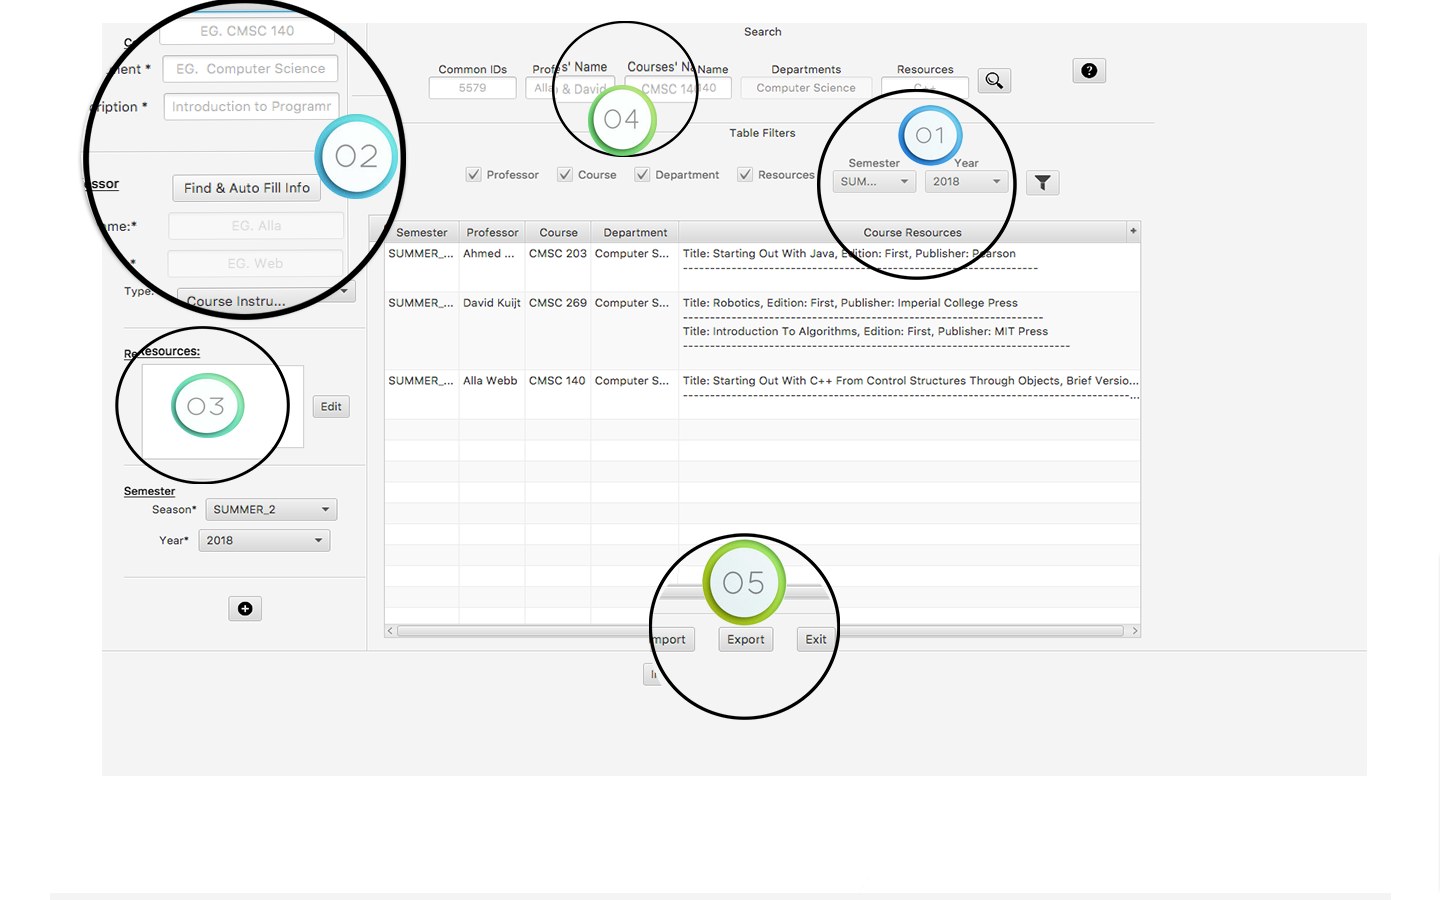 Search
EG. CMSC 140
ment *
EG. Computer Science
cription *
Introduction to Programr
02
ssor
Find & Auto Fill Info
ame:*
EG. Alla
*
EG. Web
Type:
Course Instru...
Resources:
03
Edit
Semester
Season*
SUMMER_2
Year*
2018
Common IDs
Profes' Name
Courses' Name
Departments
Resources
5579
Alla & David
CMSC 140
Computer Science
C++
04
?
Table Filters
Professor
Course
Department
Resources
01
Semester
Year
SUM...
2018
Semester Professor Course Department Course Resources +
SUMMER_... Ahmed ... CMSC 203 Computer S... Title: Starting Out With Java, Edition: First, Publisher: Pearson
SUMMER_... David Kuijt CMSC 269 Computer S... Title: Robotics, Edition: First, Publisher: Imperial College Press
Title: Introduction To Algorithms, Edition: First, Publisher: MIT Press
SUMMER_... Alla Webb CMSC 140 Computer S... Title: Starting Out With C++ From Control Structures Through Objects, Brief Versio...
05
mport
Export
Exit